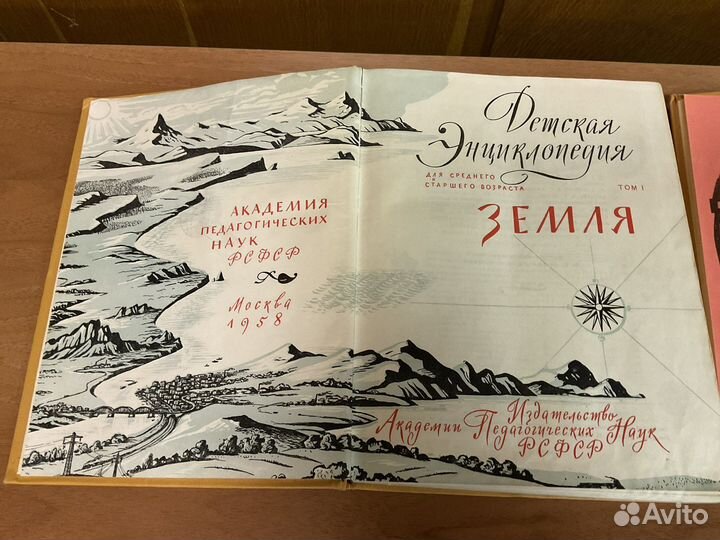 АКАДЕМИЯ
ПЕДАГОГИЧЕСКИХ
НАУК
РСФСР
Москва
1958
Детская
Энциклопедия
ДЛЯ СРЕДНЕГО
И
СТАРШЕГО ВОЗРАСТА
ТОМ I
ЗЕМЛЯ
Издательство
Академии Педагогических Наук
РСФСР
Avito